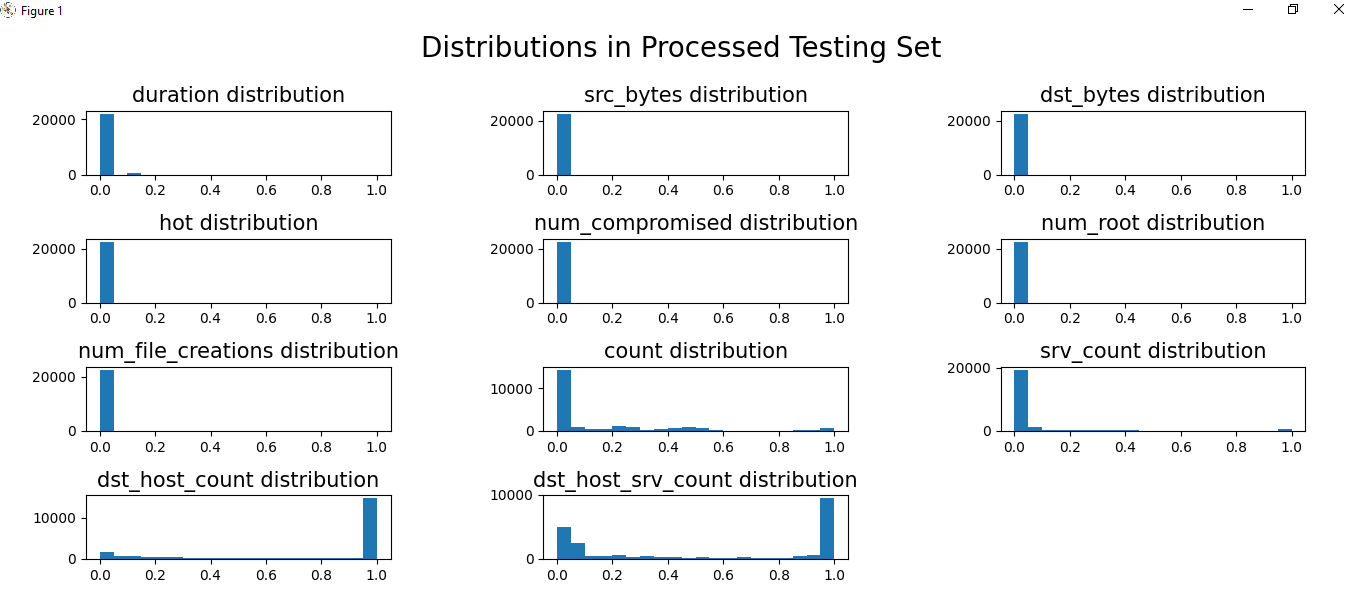 Figure 1
Distributions in Processed Testing Set
duration distribution
src_bytes distribution
dst_bytes distribution
20000
0
0.0 0.2 0.4 0.6 0.8 1.0
20000
0
0.0 0.2 0.4 0.6 0.8 1.0
20000
0
0.0 0.2 0.4 0.6 0.8 1.0
hot distribution
num_compromised distribution
num_root distribution
20000
0
0.0 0.2 0.4 0.6 0.8 1.0
20000
0
0.0 0.2 0.4 0.6 0.8 1.0
20000
0
0.0 0.2 0.4 0.6 0.8 1.0
num_file_creations distribution
count distribution
srv_count distribution
20000
0
0.0 0.2 0.4 0.6 0.8 1.0
10000
0
0.0 0.2 0.4 0.6 0.8 1.0
20000
0
0.0 0.2 0.4 0.6 0.8 1.0
dst_host_count distribution
dst_host_srv_count distribution
10000
0
0.0 0.2 0.4 0.6 0.8 1.0
10000
0
0.0 0.2 0.4 0.6 0.8 1.0